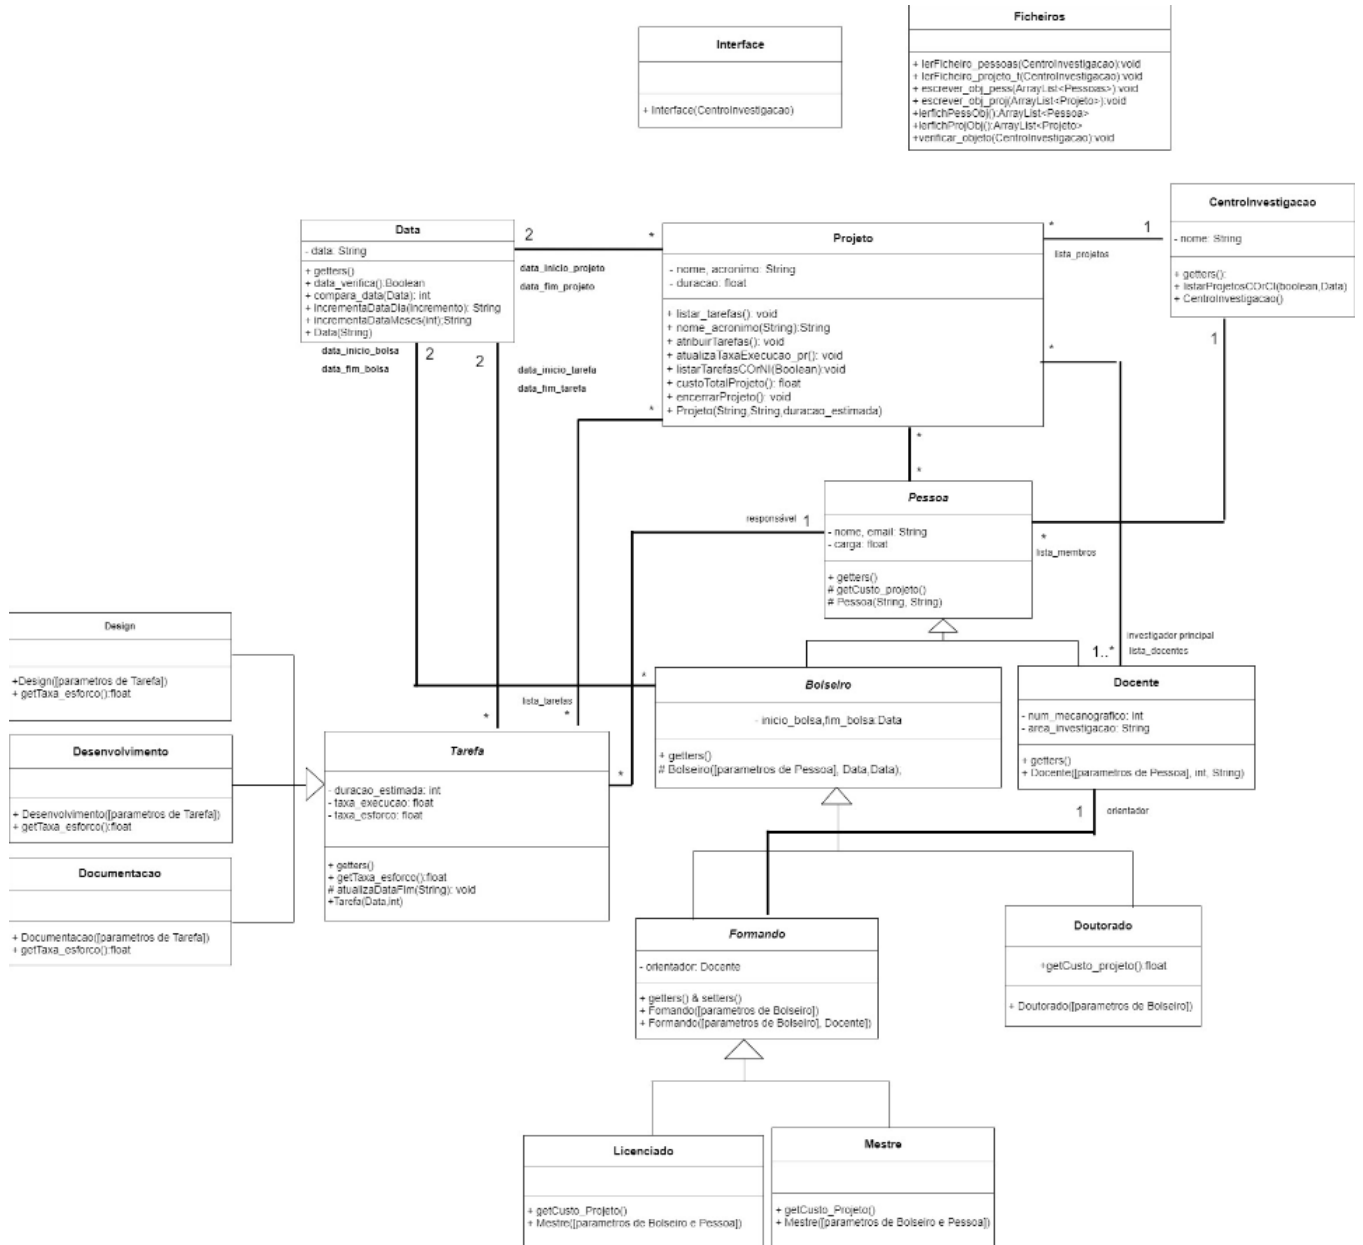 Interface
+ Interface(CentroInvestigacao)
Ficheiros
+ lerFicheiro_pessoas(CentroInvestigacao):void
+ lerFicheiro_projeto_t(CentroInvestigacao):void
+ escrever_obj_pess(ArrayList<Pessoas>):void
+ escrever_obj_proj(ArrayList<Projeto>):void
+lerfichPessObj():ArrayList<Pessoa>
+lerfichProjObj():ArrayList<Projeto>
+verificar_objeto(CentroInvestigacao):void
CentroInvestigacao
- nome: String
+ getters():
+ listarProjetosCOrCI(boolean,Data)
+ CentroInvestigacao()
Data
- data: String
+ getters()
+ data_verifica():Boolean
+ compara_data(Data): int
+ incrementaDataDia(incremento): String
+ incrementaDataMeses(int);String
+ Data(String)
2
*
data_inicio_projeto
data_fim_projeto
Projeto
- nome, acronimo: String
- duracao: float
+ listar_tarefas(): void
+ nome_acronimo(String):String
+ atribuirTarefas(): void
+ atualizaTaxaExecucao_pr(): void
+ listarTarefasCOrNI(Boolean):void
+ custoTotalProjeto(): float
+ encerrarProjeto(): void
+ Projeto(String,String,duracao_estimada)
*
1
lista_projetos
data_inicio_bolsa
data_fim_bolsa
2
2
data_inicio_tarefa
data_fim_tarefa
*
*
1
*
*
Pessoa
- nome, email: String
- carga: float
+ getters()
# getCusto_projeto()
# Pessoa(String, String)
responsável
1
*
lista_membros
investigador principal
1..*
lista_docentes
Design
+Design([parametros de Tarefa])
+ getTaxa_esforco():float
Desenvolvimento
+ Desenvolvimento([parametros de Tarefa])
+ getTaxa_esforco():float
Documentacao
+ Documentacao([parametros de Tarefa])
+ getTaxa_esforco():float
lista_tarefas
*
*
*
*
Tarefa
- duracao_estimada: int
- taxa_execucao: float
- taxa_esforco: float
+ getters()
+ getTaxa_esforco():float
# atualizaDataFim(String): void
+Tarefa(Data,int)
Bolseiro
- inicio_bolsa,fim_bolsa:Data
+ getters()
# Bolseiro([parametros de Pessoa], Data,Data),
Docente
- num_mecanografico: int
- area_investigacao: String
+ getters()
+ Docente([parametros de Pessoa], int, String)
1
orientador
Formando
- orientador: Docente
+ getters() & setters()
+ Fomando([parametros de Bolseiro])
+ Formando([parametros de Bolseiro], Docente])
Doutorado
+getCusto_projeto():float
+ Doutorado([parametros de Bolseiro])
Licenciado
+ getCusto_Projeto()
+ Mestre([parametros de Bolseiro e Pessoa])
Mestre
+ getCusto_Projeto()
+ Mestre([parametros de Bolseiro e Pessoa])